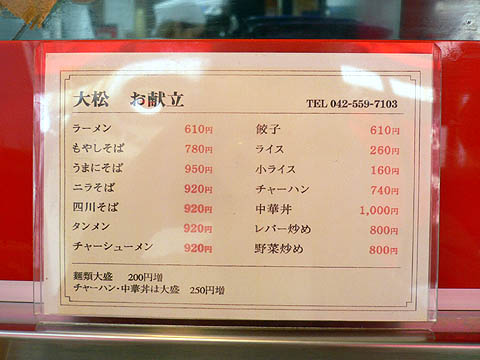 大松 お献立 TEL 042-559-7103
ラーメン 610円
もやしそば 780円
うまにそば 950円
ニラそば 920円
四川そば 920円
タンメン 920円
チャーシューメン 920円
餃子 610円
ライス 260円
小ライス 160円
チャーハン 740円
中華丼 1,000円
レバー炒め 800円
野菜炒め 800円
麺類大盛 200円増
チャーハン・中華丼は大盛 250円増